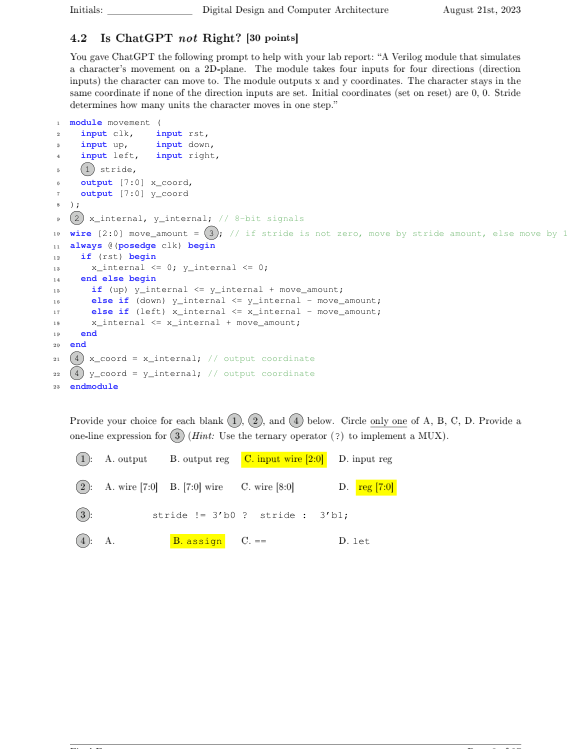 Initials: Digital Design and Computer Architecture August 21st, 2023
4.2 Is ChatGPT not Right? [30 points]
You gave ChatGPT the following prompt to help with your lab report: “A Verilog module that simulates
a character’s movement on a 2D-plane. The module takes four inputs for four directions (direction
inputs) the character can move to. The module outputs x and y coordinates. The character stays in the
same coordinate if none of the direction inputs are set. Initial coordinates (set on reset) are 0, 0. Stride
determines how many units the character moves in one step.”
1 module movement (
2 input clk, input rst,
3 input up, input down,
4 input left, input right,
5 1 stride,
6 output [7:0] x_coord,
7 output [7:0] y_coord
8 );
9 2 x_internal, y_internal; // 8-bit signals
10 wire [2:0] move_amount = 3; // if stride is not zero, move by stride amount, else move by 1
11 always @(posedge clk) begin
12 if (rst) begin
13 x_internal <= 0; y_internal <= 0;
14 end else begin
15 if (up) y_internal <= y_internal + move_amount;
16 else if (down) y_internal <= y_internal - move_amount;
17 else if (left) x_internal <= x_internal - move_amount;
18 x_internal <= x_internal + move_amount;
19 end
20 end
21 4 x_coord = x_internal; // output coordinate
22 4 y_coord = y_internal; // output coordinate
23 endmodule
Provide your choice for each blank 1, 2, and 4 below. Circle only one of A, B, C, D. Provide a
one-line expression for 3 (Hint: Use the ternary operator (?) to implement a MUX).
1: A. output B. output reg C. input wire [2:0] D. input reg
2: A. wire [7:0] B. [7:0] wire C. wire [8:0] D. reg [7:0]
3: stride != 3'b0 ? stride : 3'b1;
4: A. B. assign C. == D. let